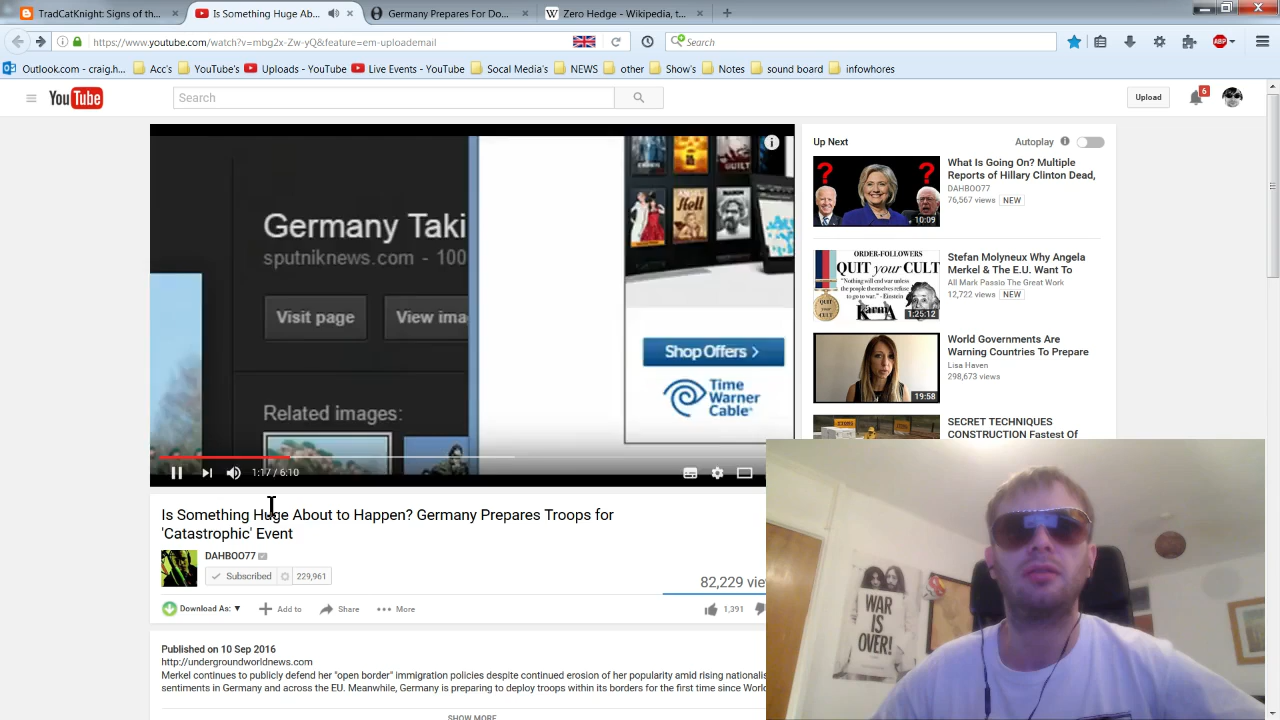 TradCatKnight: Signs of th...
Is Something Huge Ab...
Germany Prepares For Do...
Zero Hedge - Wikipedia, t...
https://www.youtube.com/watch?v=mbg2x-Zw-yQ&feature=em-uploademail
Search
ABP
Outlook.com - craig.h...
Acc's
YouTube's
Uploads - YouTube
Live Events - YouTube
Socal Media's
NEWS
other
Show's
Notes
sound board
infowhores
YouTube
Search
Upload
6
Germany Taki
sputniknews.com - 100
Visit page
View ima
Related images:
Shop Offers >
Time
Warner
Cable
1:17 / 6:10
Up Next
Autoplay
What Is Going On? Multiple
Reports of Hillary Clinton Dead,
DAHBOO77
76,567 views NEW
10:09
Stefan Molyneux Why Angela
Merkel & The E.U. Want To
All Mark Passio The Great Work
12,722 views NEW
ORDER-FOLLOWERS
QUIT your CULT
KarmA
1:25:12
World Governments Are
Warning Countries To Prepare
Lisa Haven
298,673 views
19:58
SECRET TECHNIQUES
CONSTRUCTION Fastest Of
Is Something Huge About to Happen? Germany Prepares Troops for
'Catastrophic' Event
DAHBOO77
Subscribed 229,961
82,229 vie
Download As: ▼
Add to
Share
More
1,391
Published on 10 Sep 2016
http://undergroundworldnews.com
Merkel continues to publicly defend her "open border" immigration policies despite continued erosion of her popularity amid rising nationalis
sentiments in Germany and across the EU. Meanwhile, Germany is preparing to deploy troops within its borders for the first time since World
SHOW MORE
WAR
IS
OVER!